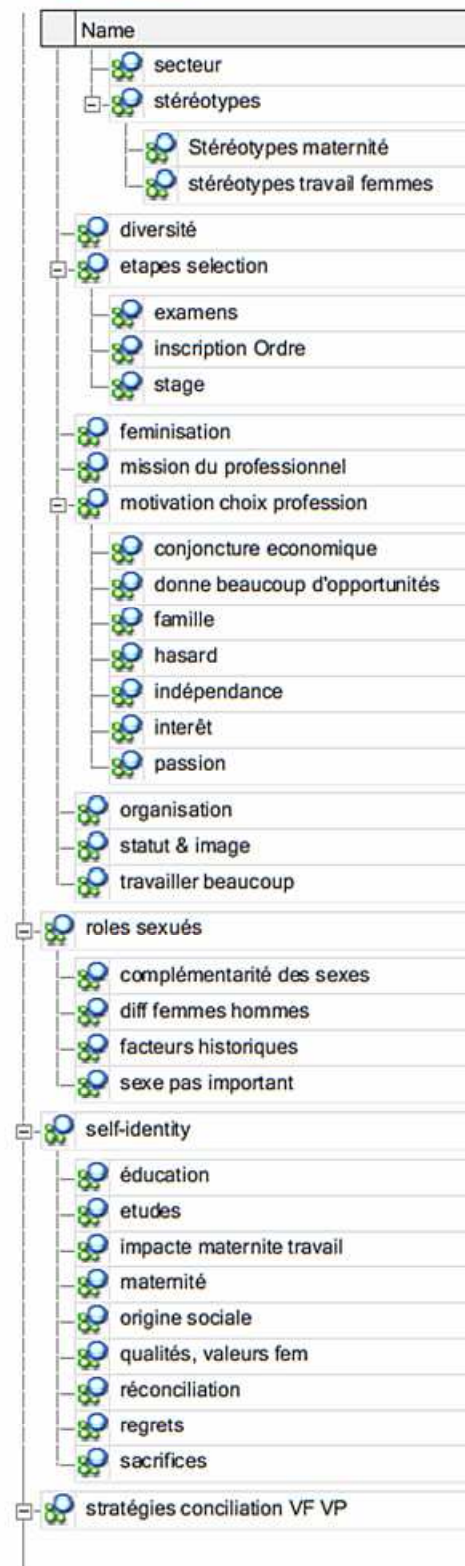 Name
secteur
stéréotypes
Stéréotypes maternité
stéréotypes travail femmes
diversité
etapes selection
examens
inscription Ordre
stage
feminisation
mission du professionnel
motivation choix profession
conjoncture economique
donne beaucoup d'opportunités
famille
hasard
indépendance
interêt
passion
organisation
statut & image
travailler beaucoup
roles sexués
complémentarité des sexes
diff femmes hommes
facteurs historiques
sexe pas important
self-identity
éducation
etudes
impacte maternite travail
maternité
origine sociale
qualités, valeurs fem
réconciliation
regrets
sacrifices
stratégies conciliation VF VP